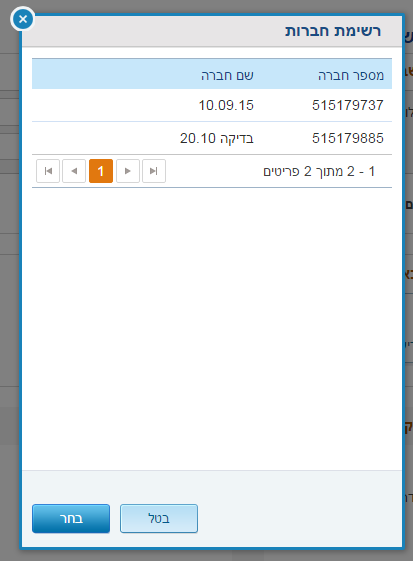 רשימת חברות
מספר חברה שם חברה
515179737 10.09.15
515179885 בדיקה 20.10
1 - 2 מתוך 2 פריטים
1
בטל
בחר